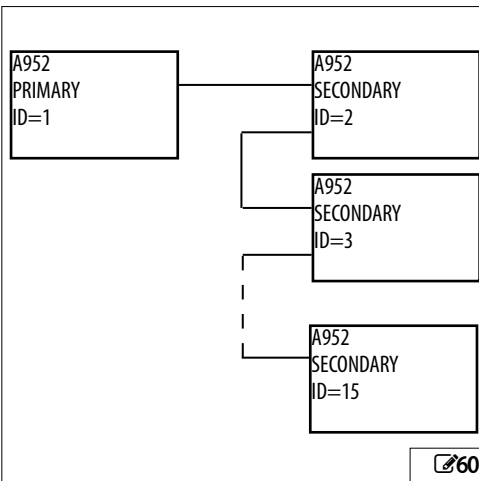 A952
PRIMARY
ID=1
A952
SECONDARY
ID=2
A952
SECONDARY
ID=3
A952
SECONDARY
ID=15
60